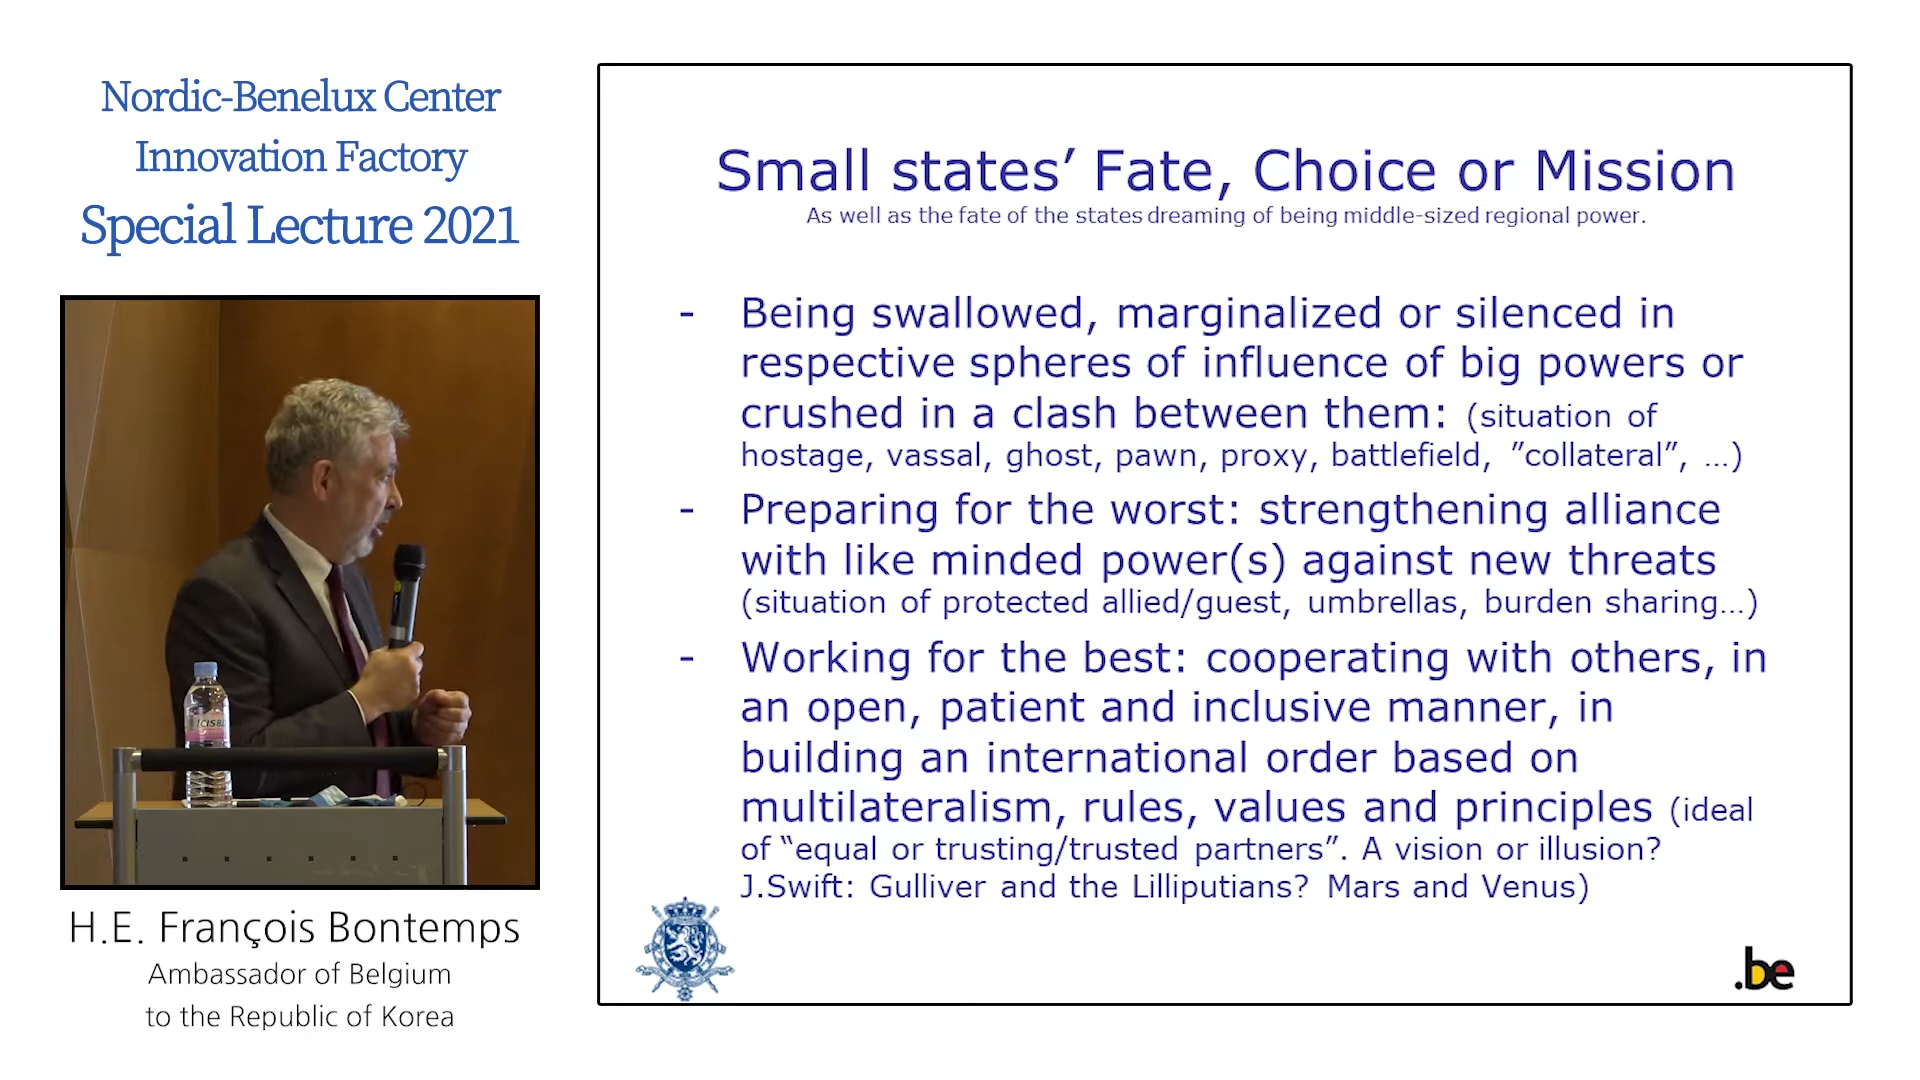 Nordic-Benelux Center
Innovation Factory
Special Lecture 2021
H.E. François Bontemps
Ambassador of Belgium
to the Republic of Korea
Small states’ Fate, Choice or Mission
As well as the fate of the states dreaming of being middle-sized regional power.
- Being swallowed, marginalized or silenced in
respective spheres of influence of big powers or
crushed in a clash between them: (situation of
hostage, vassal, ghost, pawn, proxy, battlefield, ”collateral”, …)
- Preparing for the worst: strengthening alliance
with like minded power(s) against new threats
(situation of protected allied/guest, umbrellas, burden sharing…)
- Working for the best: cooperating with others, in
an open, patient and inclusive manner, in
building an international order based on
multilateralism, rules, values and principles (ideal
of “equal or trusting/trusted partners”. A vision or illusion?
J.Swift: Gulliver and the Lilliputians? Mars and Venus)
.be